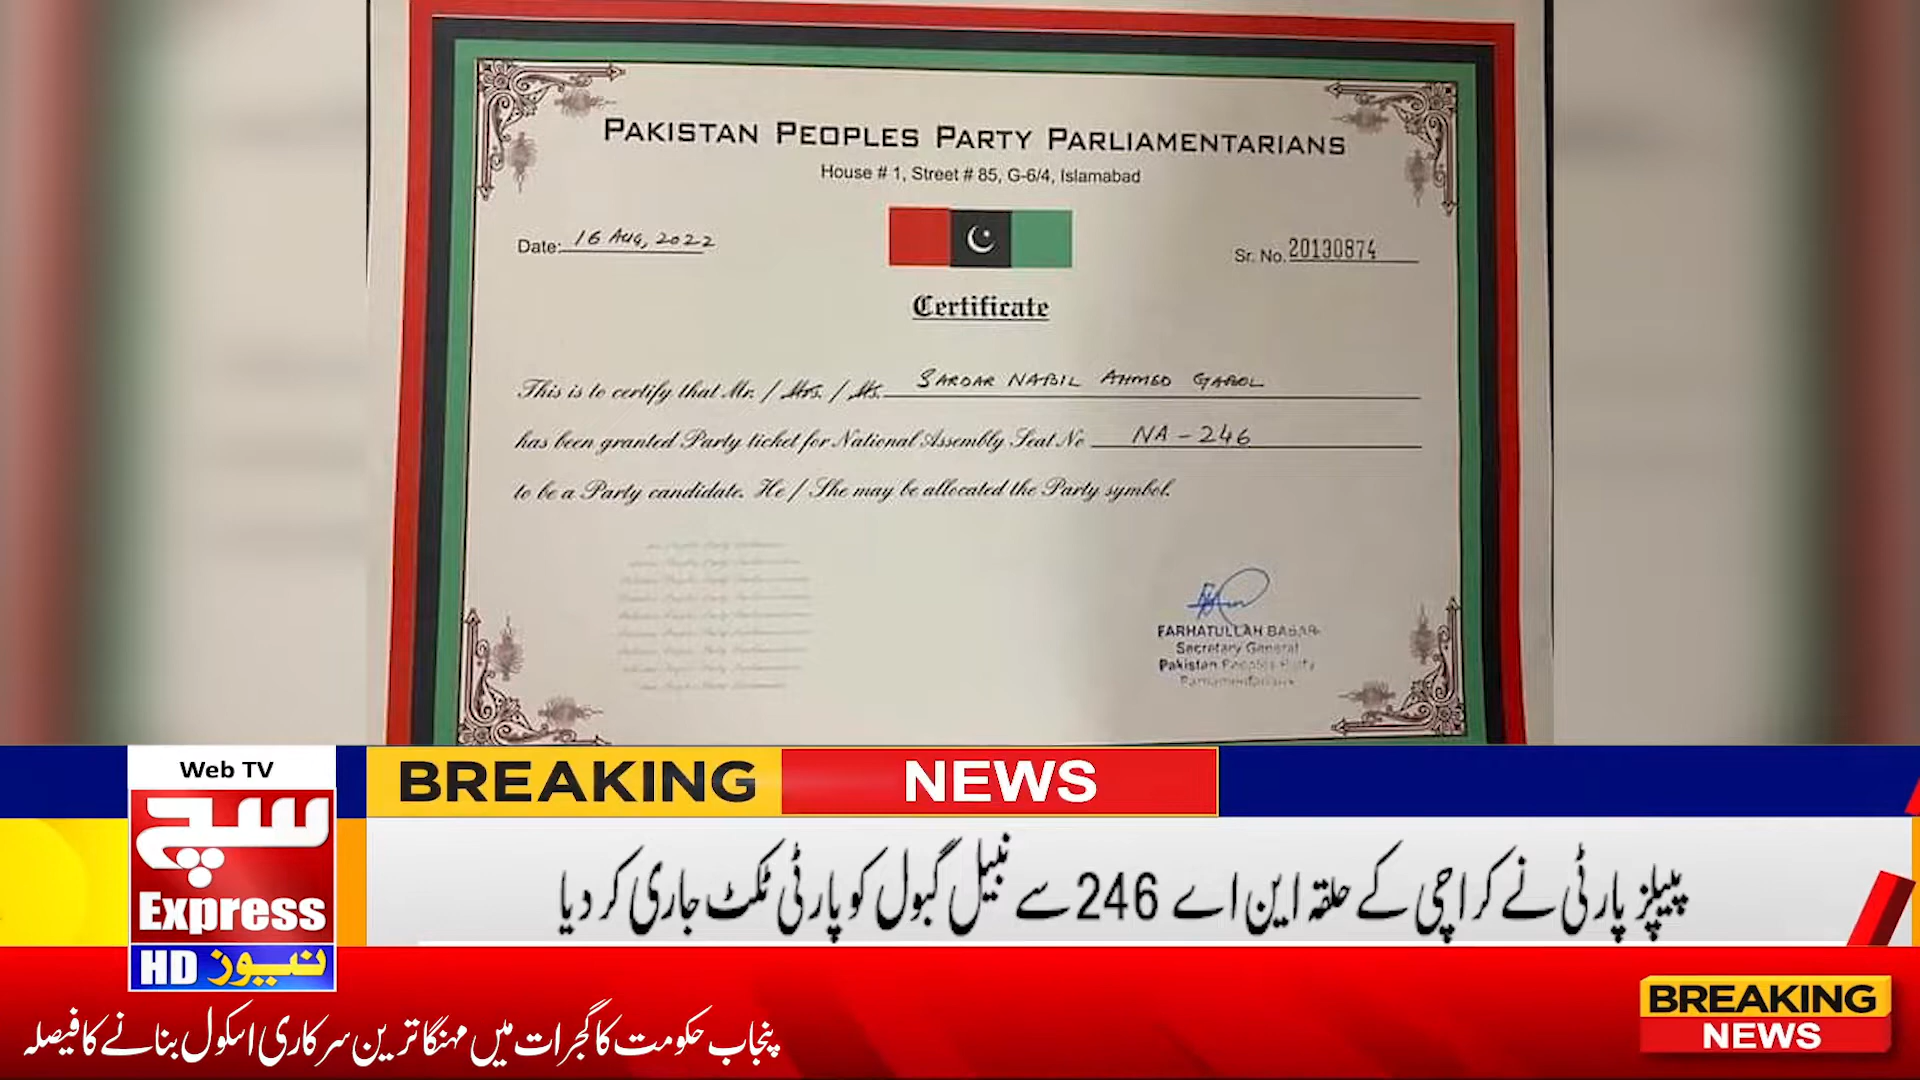 PAKISTAN PEOPLES PARTY PARLIAMENTARIANS
House # 1, Street # 85, G-6/4, Islamabad
Date: 16 AUG, 2022
Sr. No. 20130874
Certificate
This is to certify that Mr. / Mrs. / Ms. SARDAR NABIL AHMED GABOL
has been granted Party ticket for National Assembly Seat No NA-246
to be a Party candidate. He / She may be allocated the Party symbol.
FARHATULLAH BABAR
Secretary General
Pakistan Peoples Party
Parliamentarians
Web TV
سچ
Express
HD نیوز
BREAKING NEWS
پیپلز پارٹی نے کراچی کے حلقہ این اے 246 سے نبیل گبول کو پارٹی ٹکٹ جاری کر دیا
پنجاب حکومت کا گجرات میں مہنگا ترین سرکاری اسکول بنانے کا فیصلہ
BREAKING
NEWS